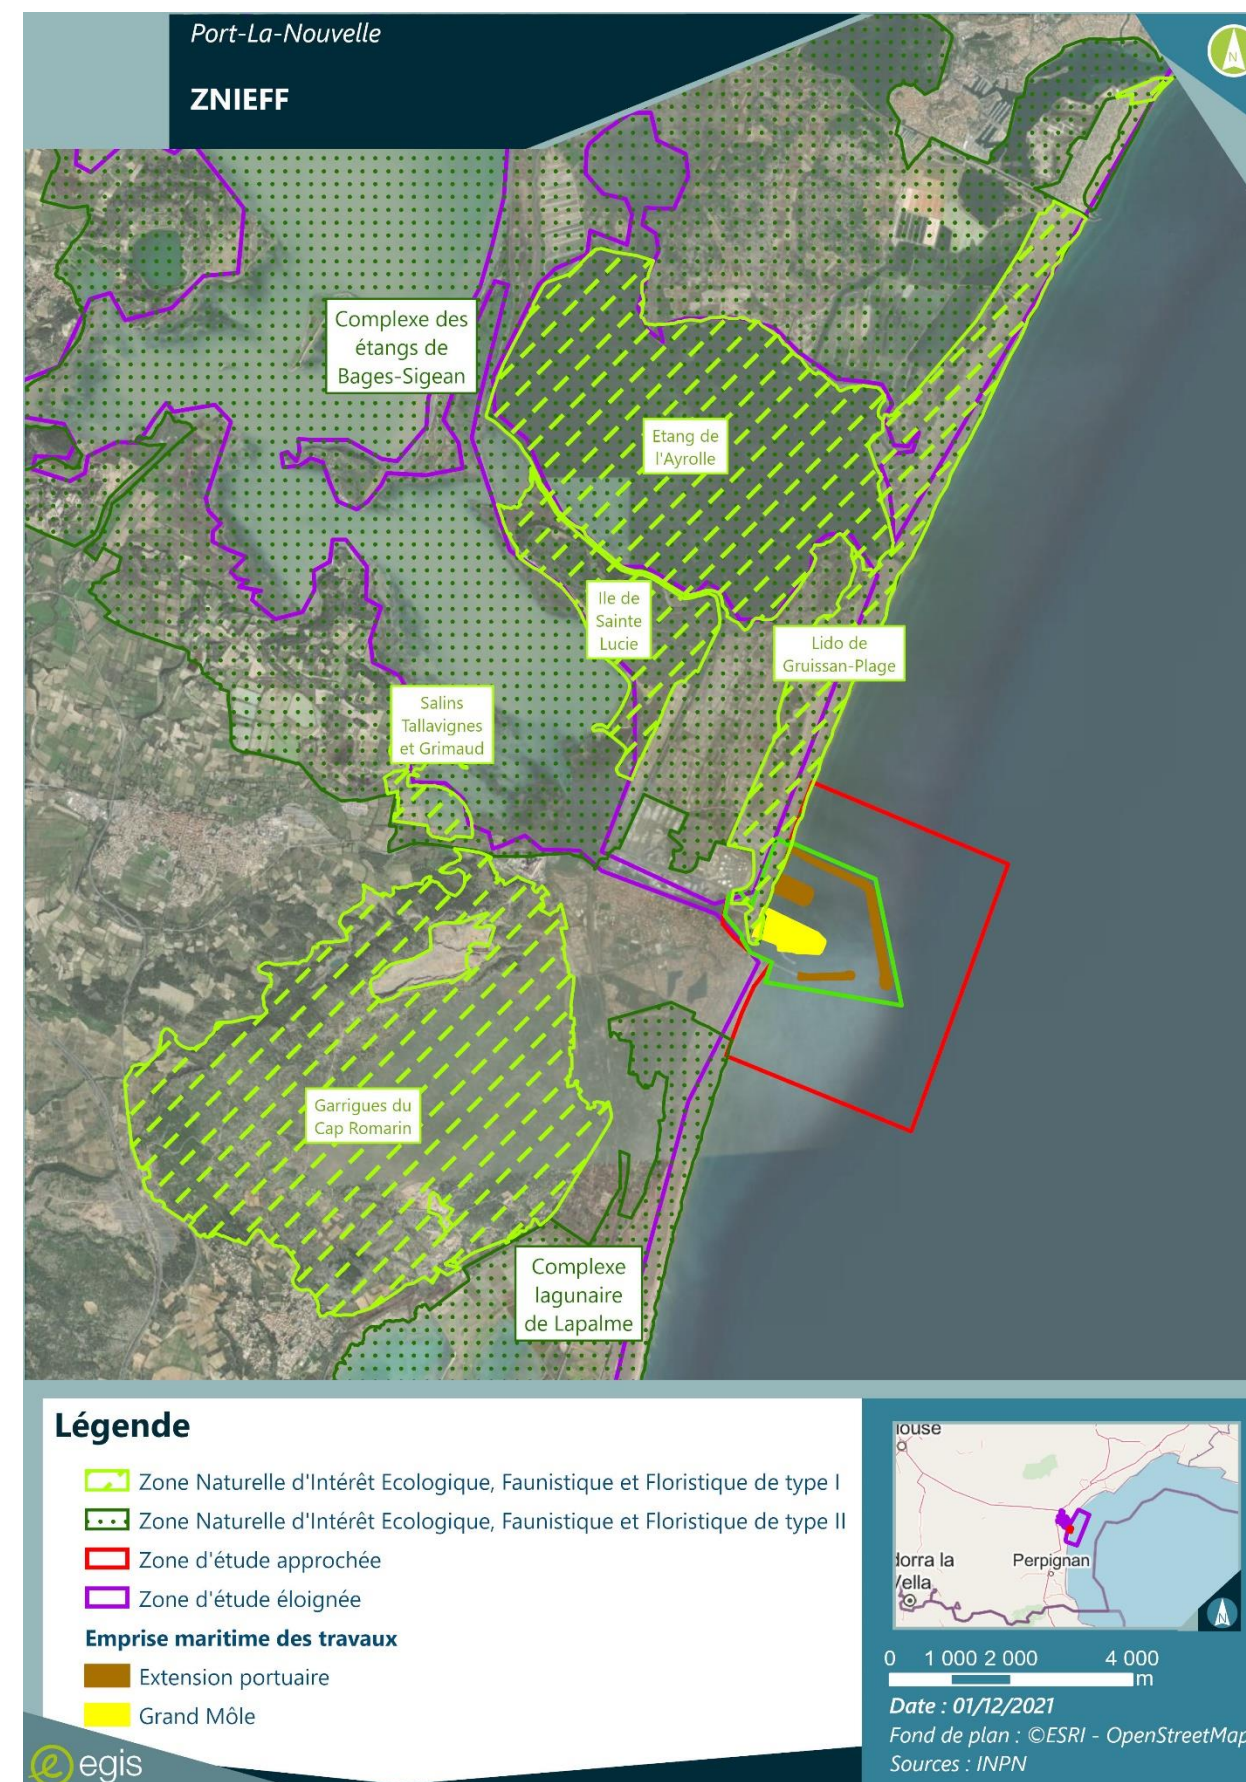 Port-La-Nouvelle
ZNIEFF
N
Complexe des
étangs de
Bages-Sigean
Etang de
l'Ayrolle
Ile de
Sainte
Lucie
Lido de
Gruissan-Plage
Salins
Tallavignes
et Grimaud
Garrigues du
Cap Romarin
Complexe
lagunaire
de Lapalme
Légende
Zone Naturelle d'Intérêt Ecologique, Faunistique et Floristique de type I
Zone Naturelle d'Intérêt Ecologique, Faunistique et Floristique de type II
Zone d'étude approchée
Zone d'étude éloignée
Emprise maritime des travaux
Extension portuaire
Grand Môle
egis
louse
dorra la
Vella
Perpignan
N
0 1 000 2 000 4 000
m
Date : 01/12/2021
Fond de plan : ©ESRI - OpenStreetMap
Sources : INPN